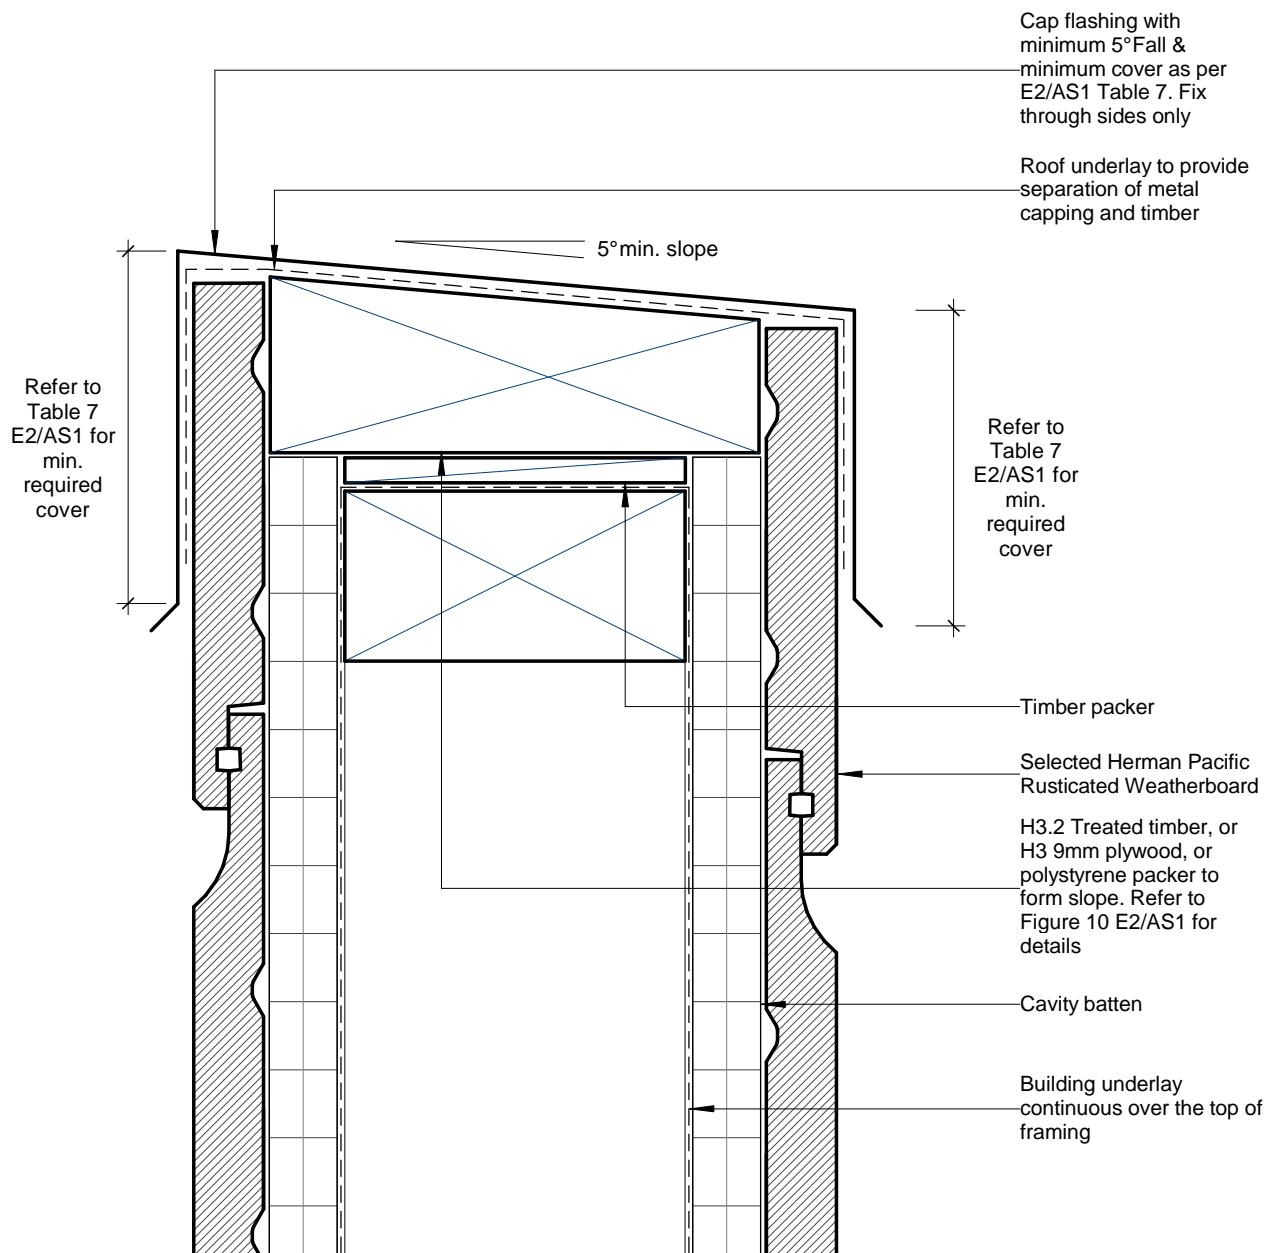 Cap flashing with
minimum 5°Fall &
minimum cover as per
E2/AS1 Table 7. Fix
through sides only
Roof underlay to provide
separation of metal
capping and timber
5°min. slope
Refer to
Table 7
E2/AS1 for
min.
required
cover
Refer to
Table 7
E2/AS1 for
min.
required
cover
Timber packer
Selected Herman Pacific
Rusticated Weatherboard
H3.2 Treated timber, or
H3 9mm plywood, or
polystyrene packer to
form slope. Refer to
Figure 10 E2/AS1 for
details
Cavity batten
Building underlay
continuous over the top of
framing